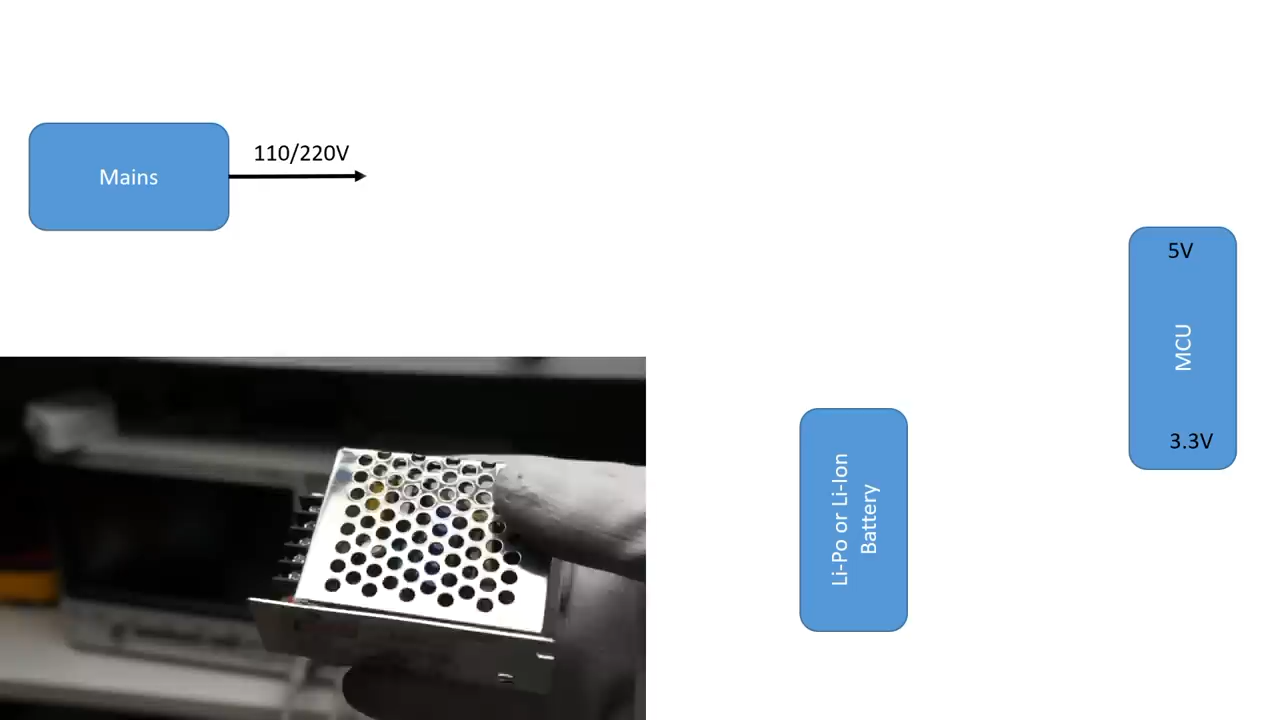 110/220V
Mains
5V
MCU
3.3V
Li-Po or Li-Ion
Battery